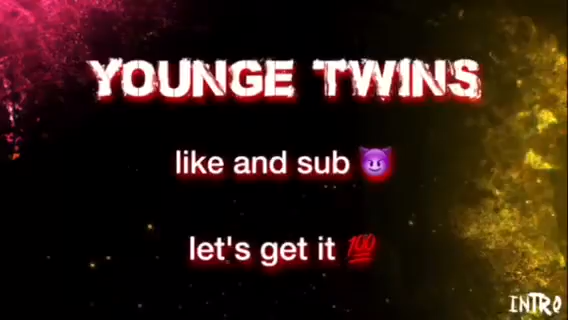 YOUNGE TWINS
like and sub 😈
let's get it 💯
INTRO